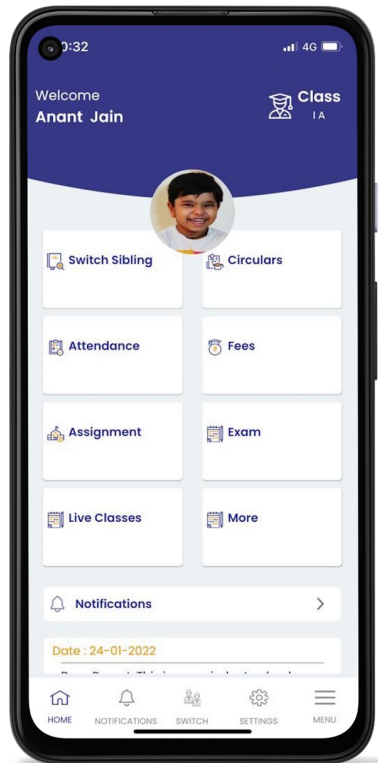 0:32
4G
Welcome
Anant Jain
Class
I A
Switch Sibling
Circulars
Attendance
Fees
Assignment
Exam
Live Classes
More
Notifications
Date : 24-01-2022
HOME
NOTIFICATIONS
SWITCH
SETTINGS
MENU